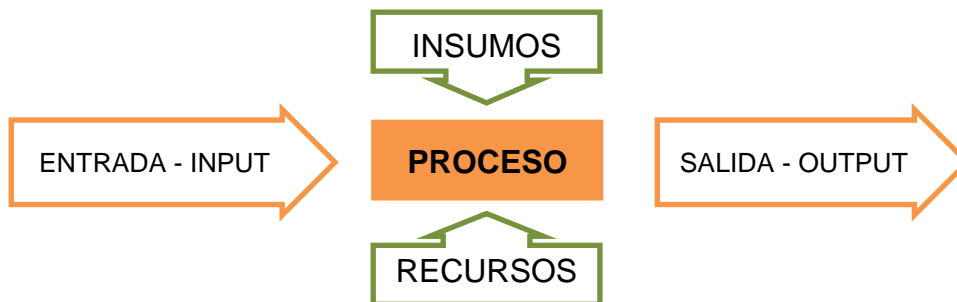 INSUMOS
ENTRADA - INPUT
PROCESO
SALIDA - OUTPUT
RECURSOS